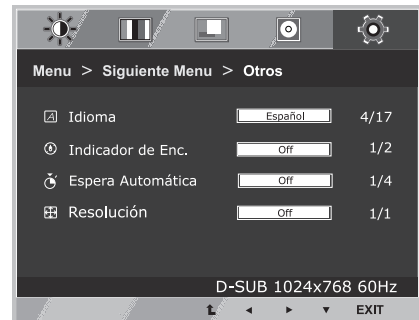 Menu > Siguiente Menu > Otros
Idioma Español 4/17
Indicador de Enc. Off 1/2
Espera Automática Off 1/4
Resolución Off 1/1
D-SUB 1024x768 60Hz
EXIT